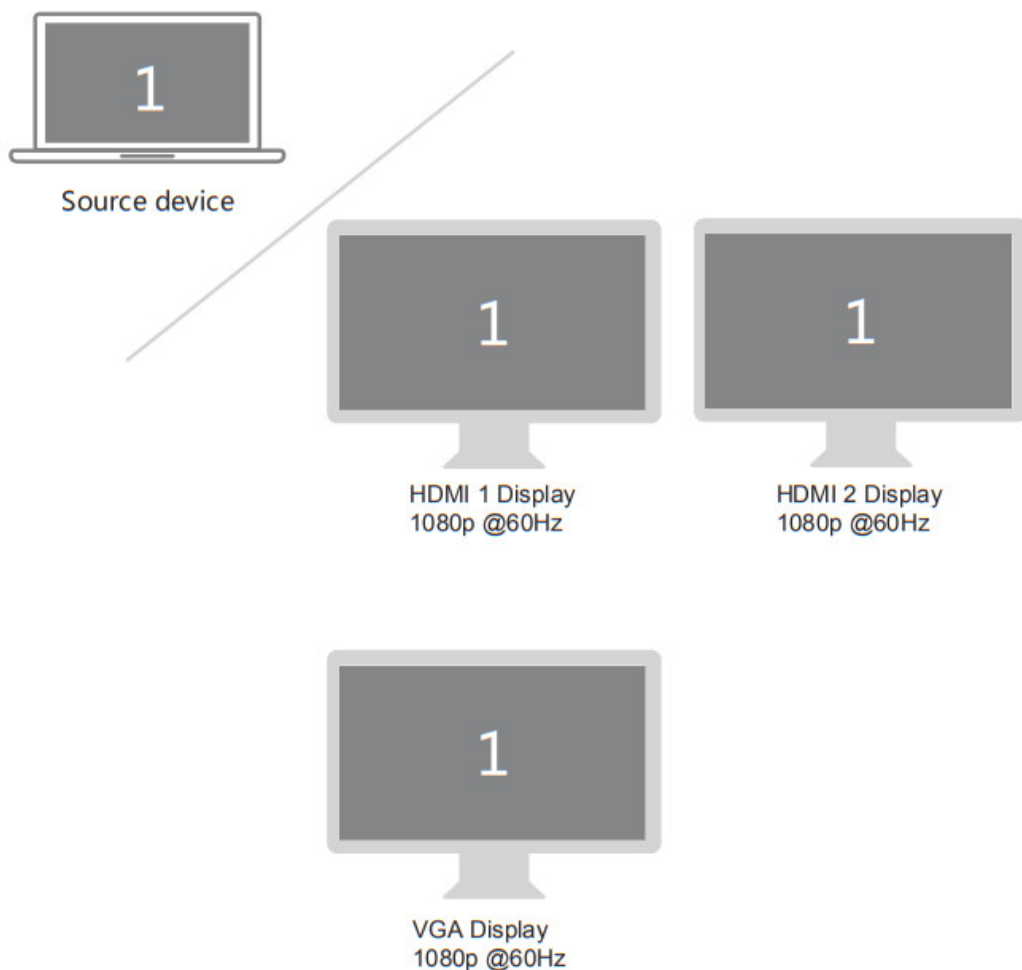 1
Source device
1
1
HDMI 1 Display
1080p @60Hz
HDMI 2 Display
1080p @60Hz
1
VGA Display
1080p @60Hz